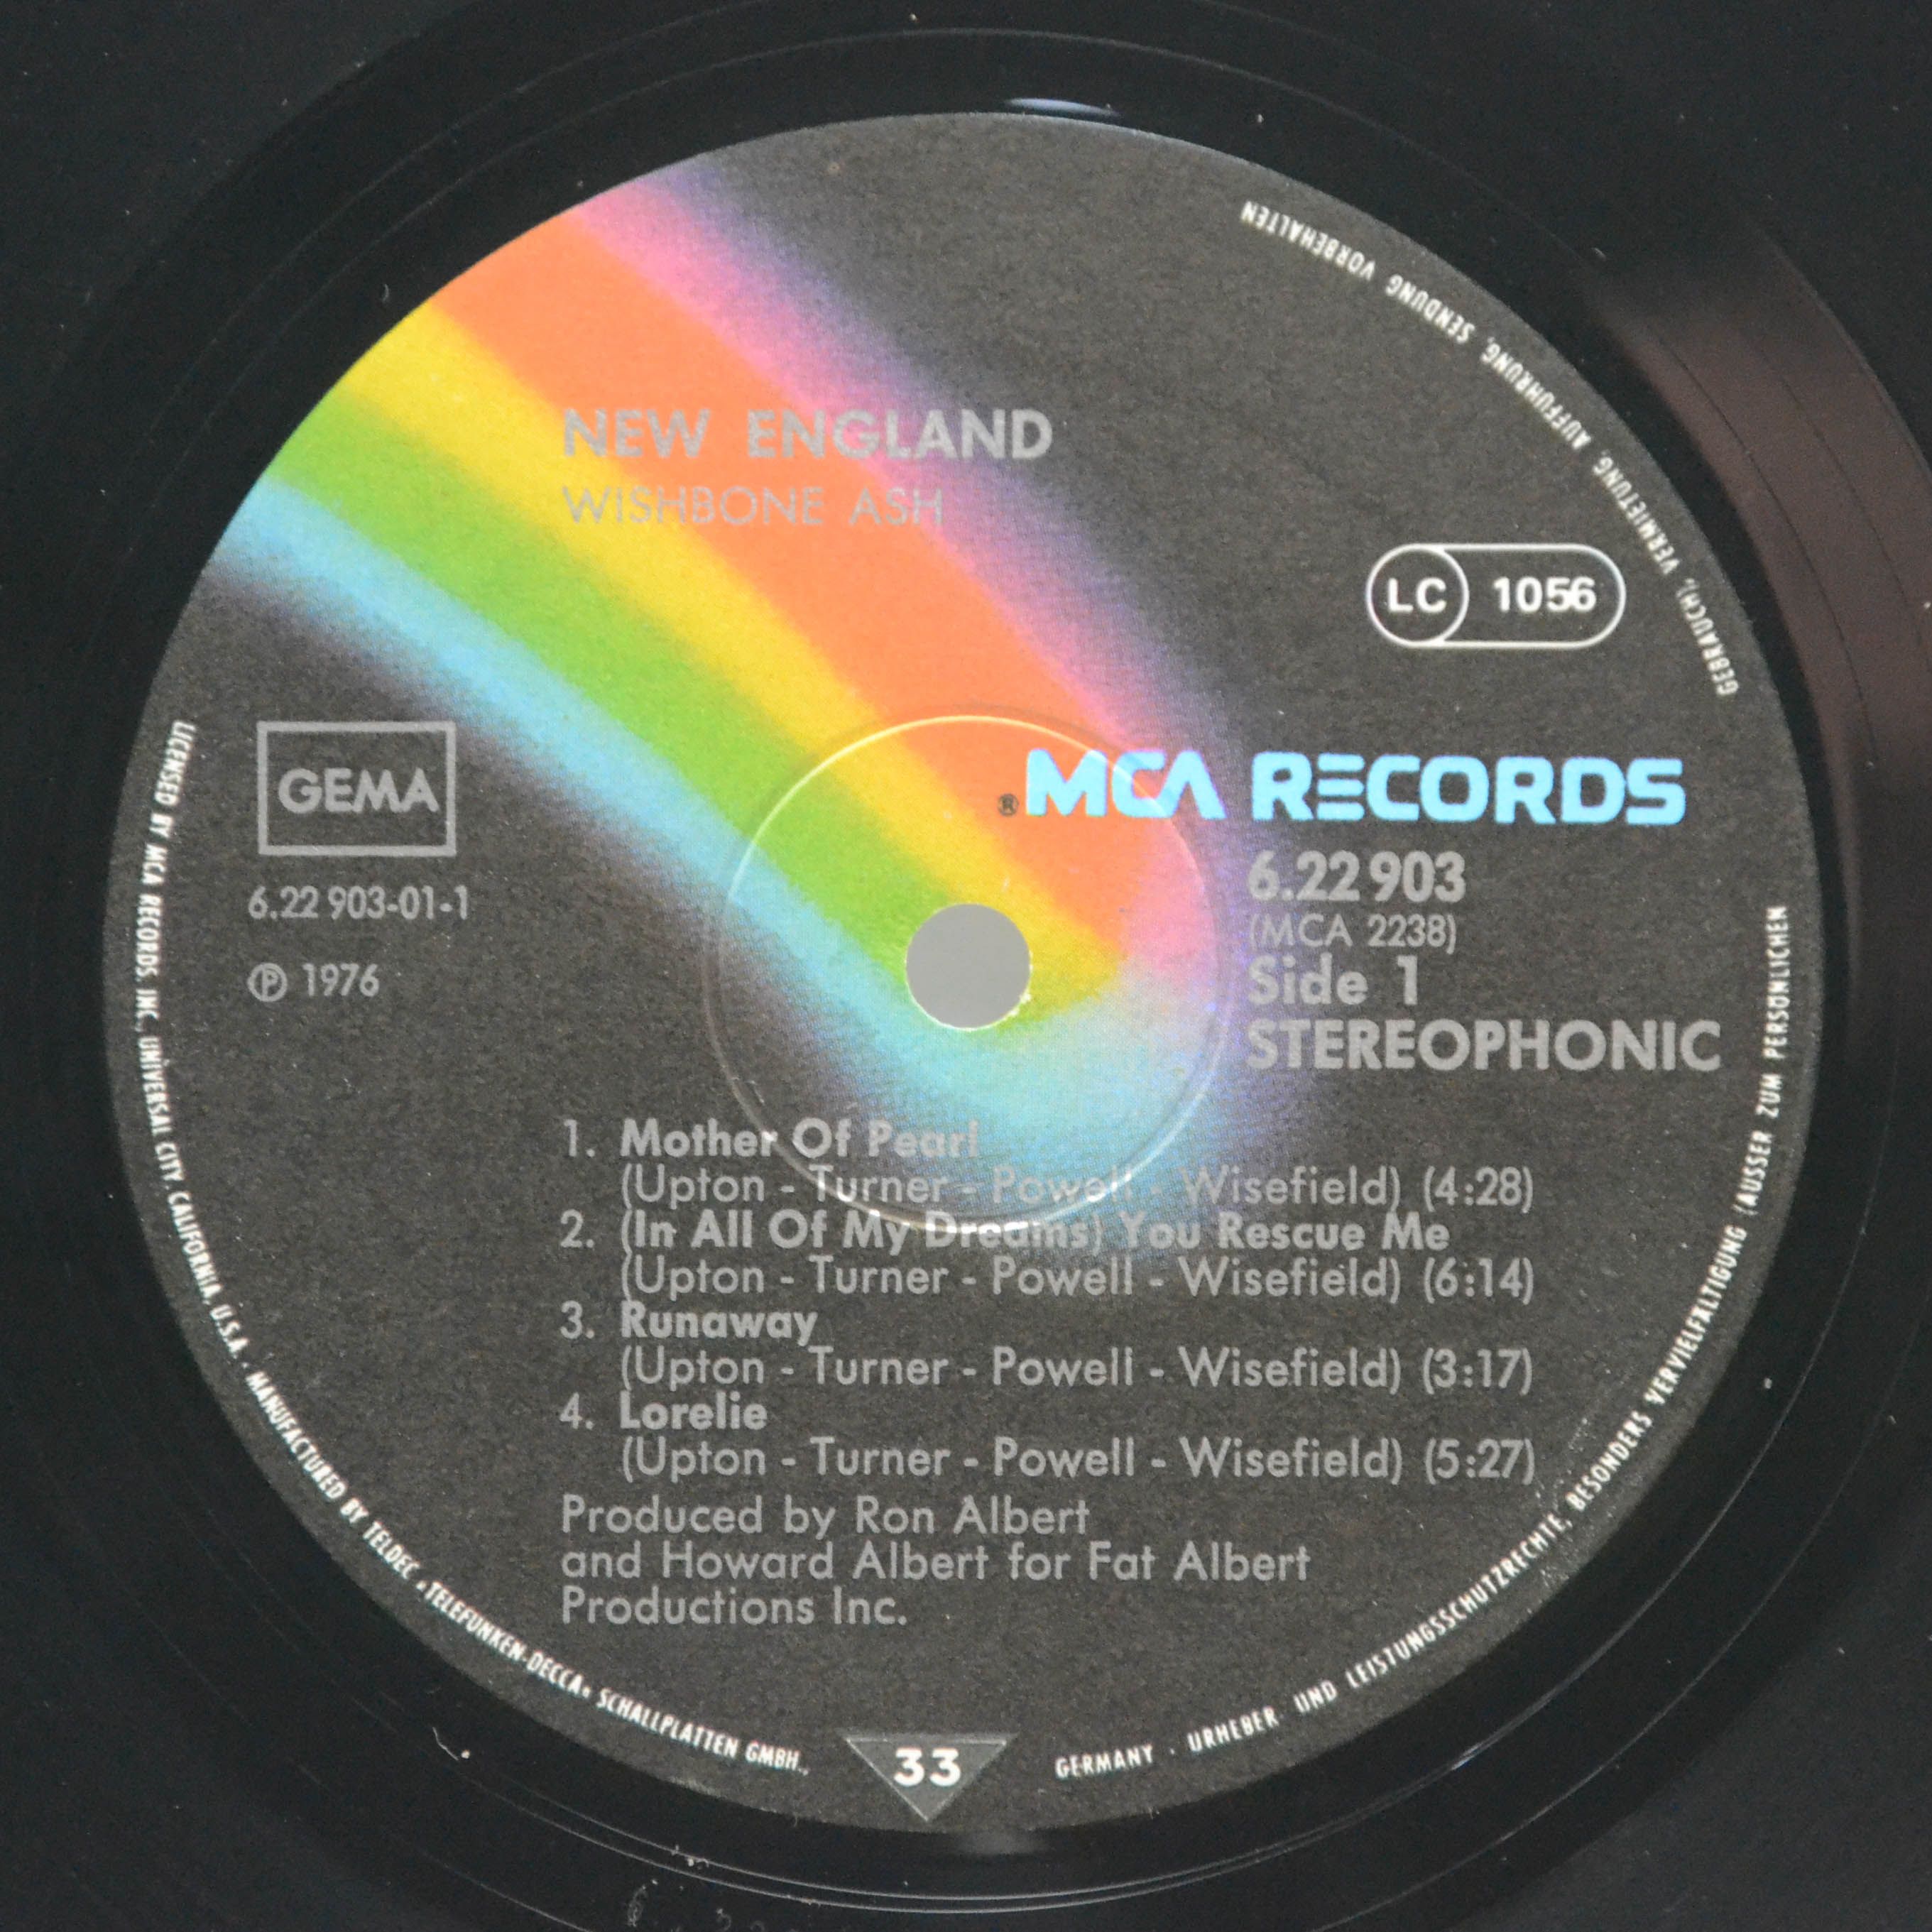 NEW ENGLAND
WISHBONE ASH
LC 1056
GEMA
6.22 903-01-1
℗ 1976
® MCA RECORDS
6.22 903
(MCA 2238)
Side 1
STEREOPHONIC
1. Mother Of Pearl
(Upton - Turner - Powell - Wisefield) (4:28)
2. (In All Of My Dreams) You Rescue Me
(Upton - Turner - Powell - Wisefield) (6:14)
3. Runaway
(Upton - Turner - Powell - Wisefield) (3:17)
4. Lorelie
(Upton - Turner - Powell - Wisefield) (5:27)
Produced by Ron Albert
and Howard Albert for Fat Albert
Productions Inc.
33
LICENSED BY MCA RECORDS, INC., UNIVERSAL CITY, CALIFORNIA, U.S.A. · MANUFACTURED BY TELDEC »TELEFUNKEN-DECCA« SCHALLPLATTEN GMBH., GERMANY · URHEBER UND LEISTUNGSSCHUTZRECHTE, BESONDERS VERVIELFÄLTIGUNG (AUSSER ZUM PERSÖNLICHEN GEBRAUCH), VERMIETUNG, AUFFÜHRUNG, SENDUNG VORBEHALTEN